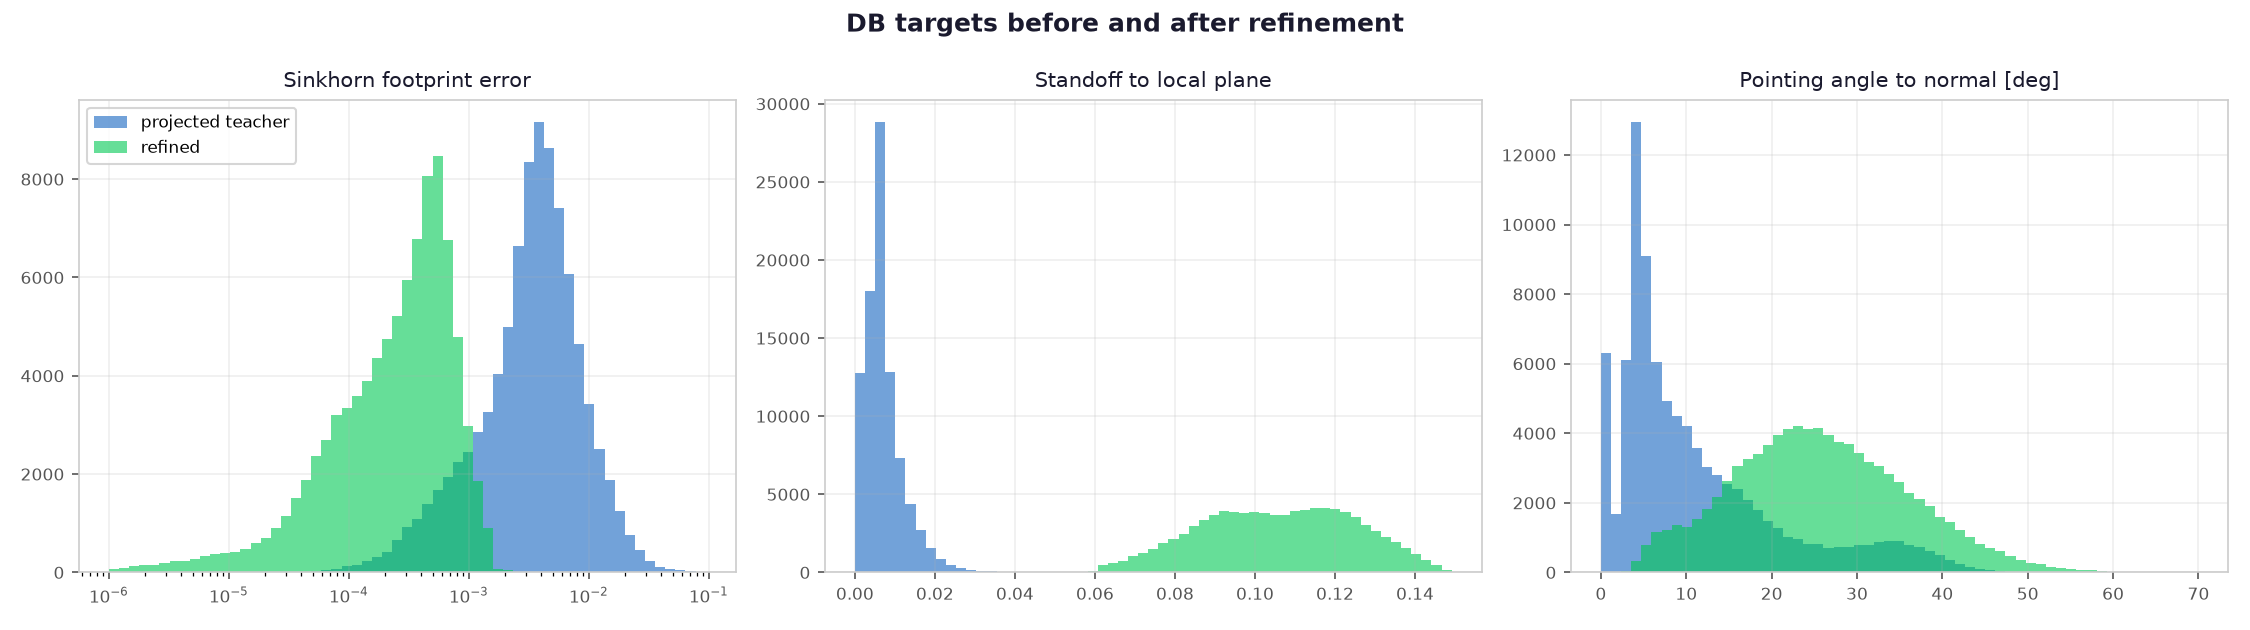 DB targets before and after refinement
Sinkhorn footprint error
projected teacher
refined
8000
6000
4000
2000
0
10⁻⁶ 10⁻⁵ 10⁻⁴ 10⁻³ 10⁻² 10⁻¹
Standoff to local plane
30000
25000
20000
15000
10000
5000
0
0.00 0.02 0.04 0.06 0.08 0.10 0.12 0.14
Pointing angle to normal [deg]
12000
10000
8000
6000
4000
2000
0
0 10 20 30 40 50 60 70